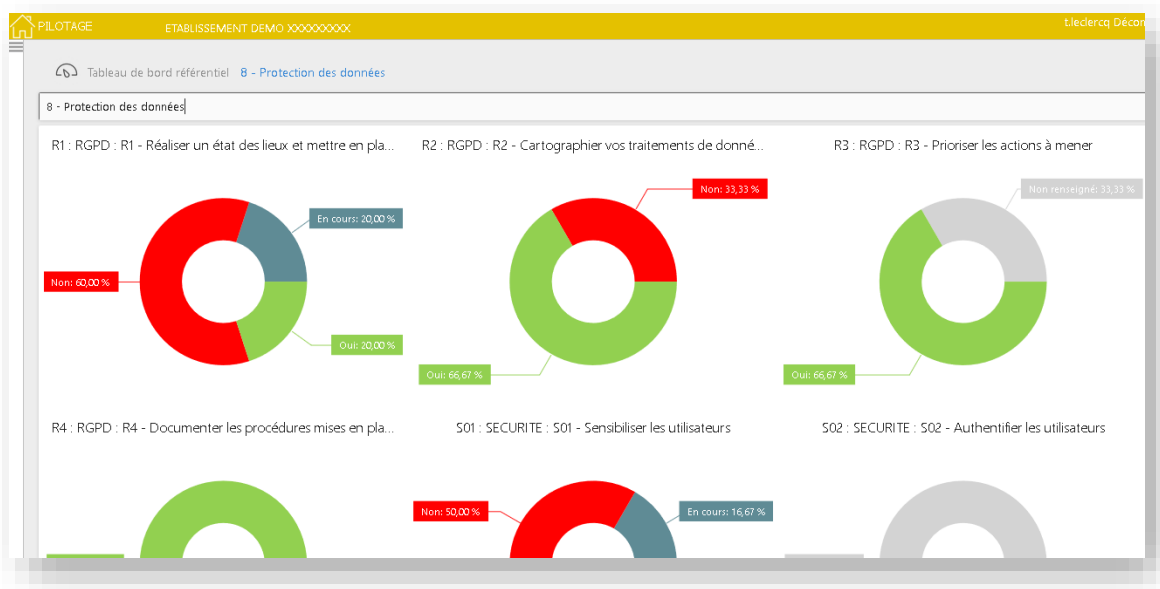 PILOTAGE
ETABLISSEMENT DEMO XXXXXXXXX
t.leclercq Décon
Tableau de bord référentiel 8 - Protection des données
8 - Protection des données
R1 : RGPD : R1 - Réaliser un état des lieux et mettre en pla...
R2 : RGPD : R2 - Cartographier vos traitements de donné...
R3 : RGPD : R3 - Prioriser les actions à mener
En cours: 20,00 %
Non: 60,00 %
Oui: 20,00 %
Non: 33,33 %
Oui: 66,67 %
Non renseigné: 33,33 %
Oui: 66,67 %
R4 : RGPD : R4 - Documenter les procédures mises en pla...
S01 : SECURITE : S01 - Sensibiliser les utilisateurs
S02 : SECURITE : S02 - Authentifier les utilisateurs
Non: 50,00 %
En cours: 16,67 %